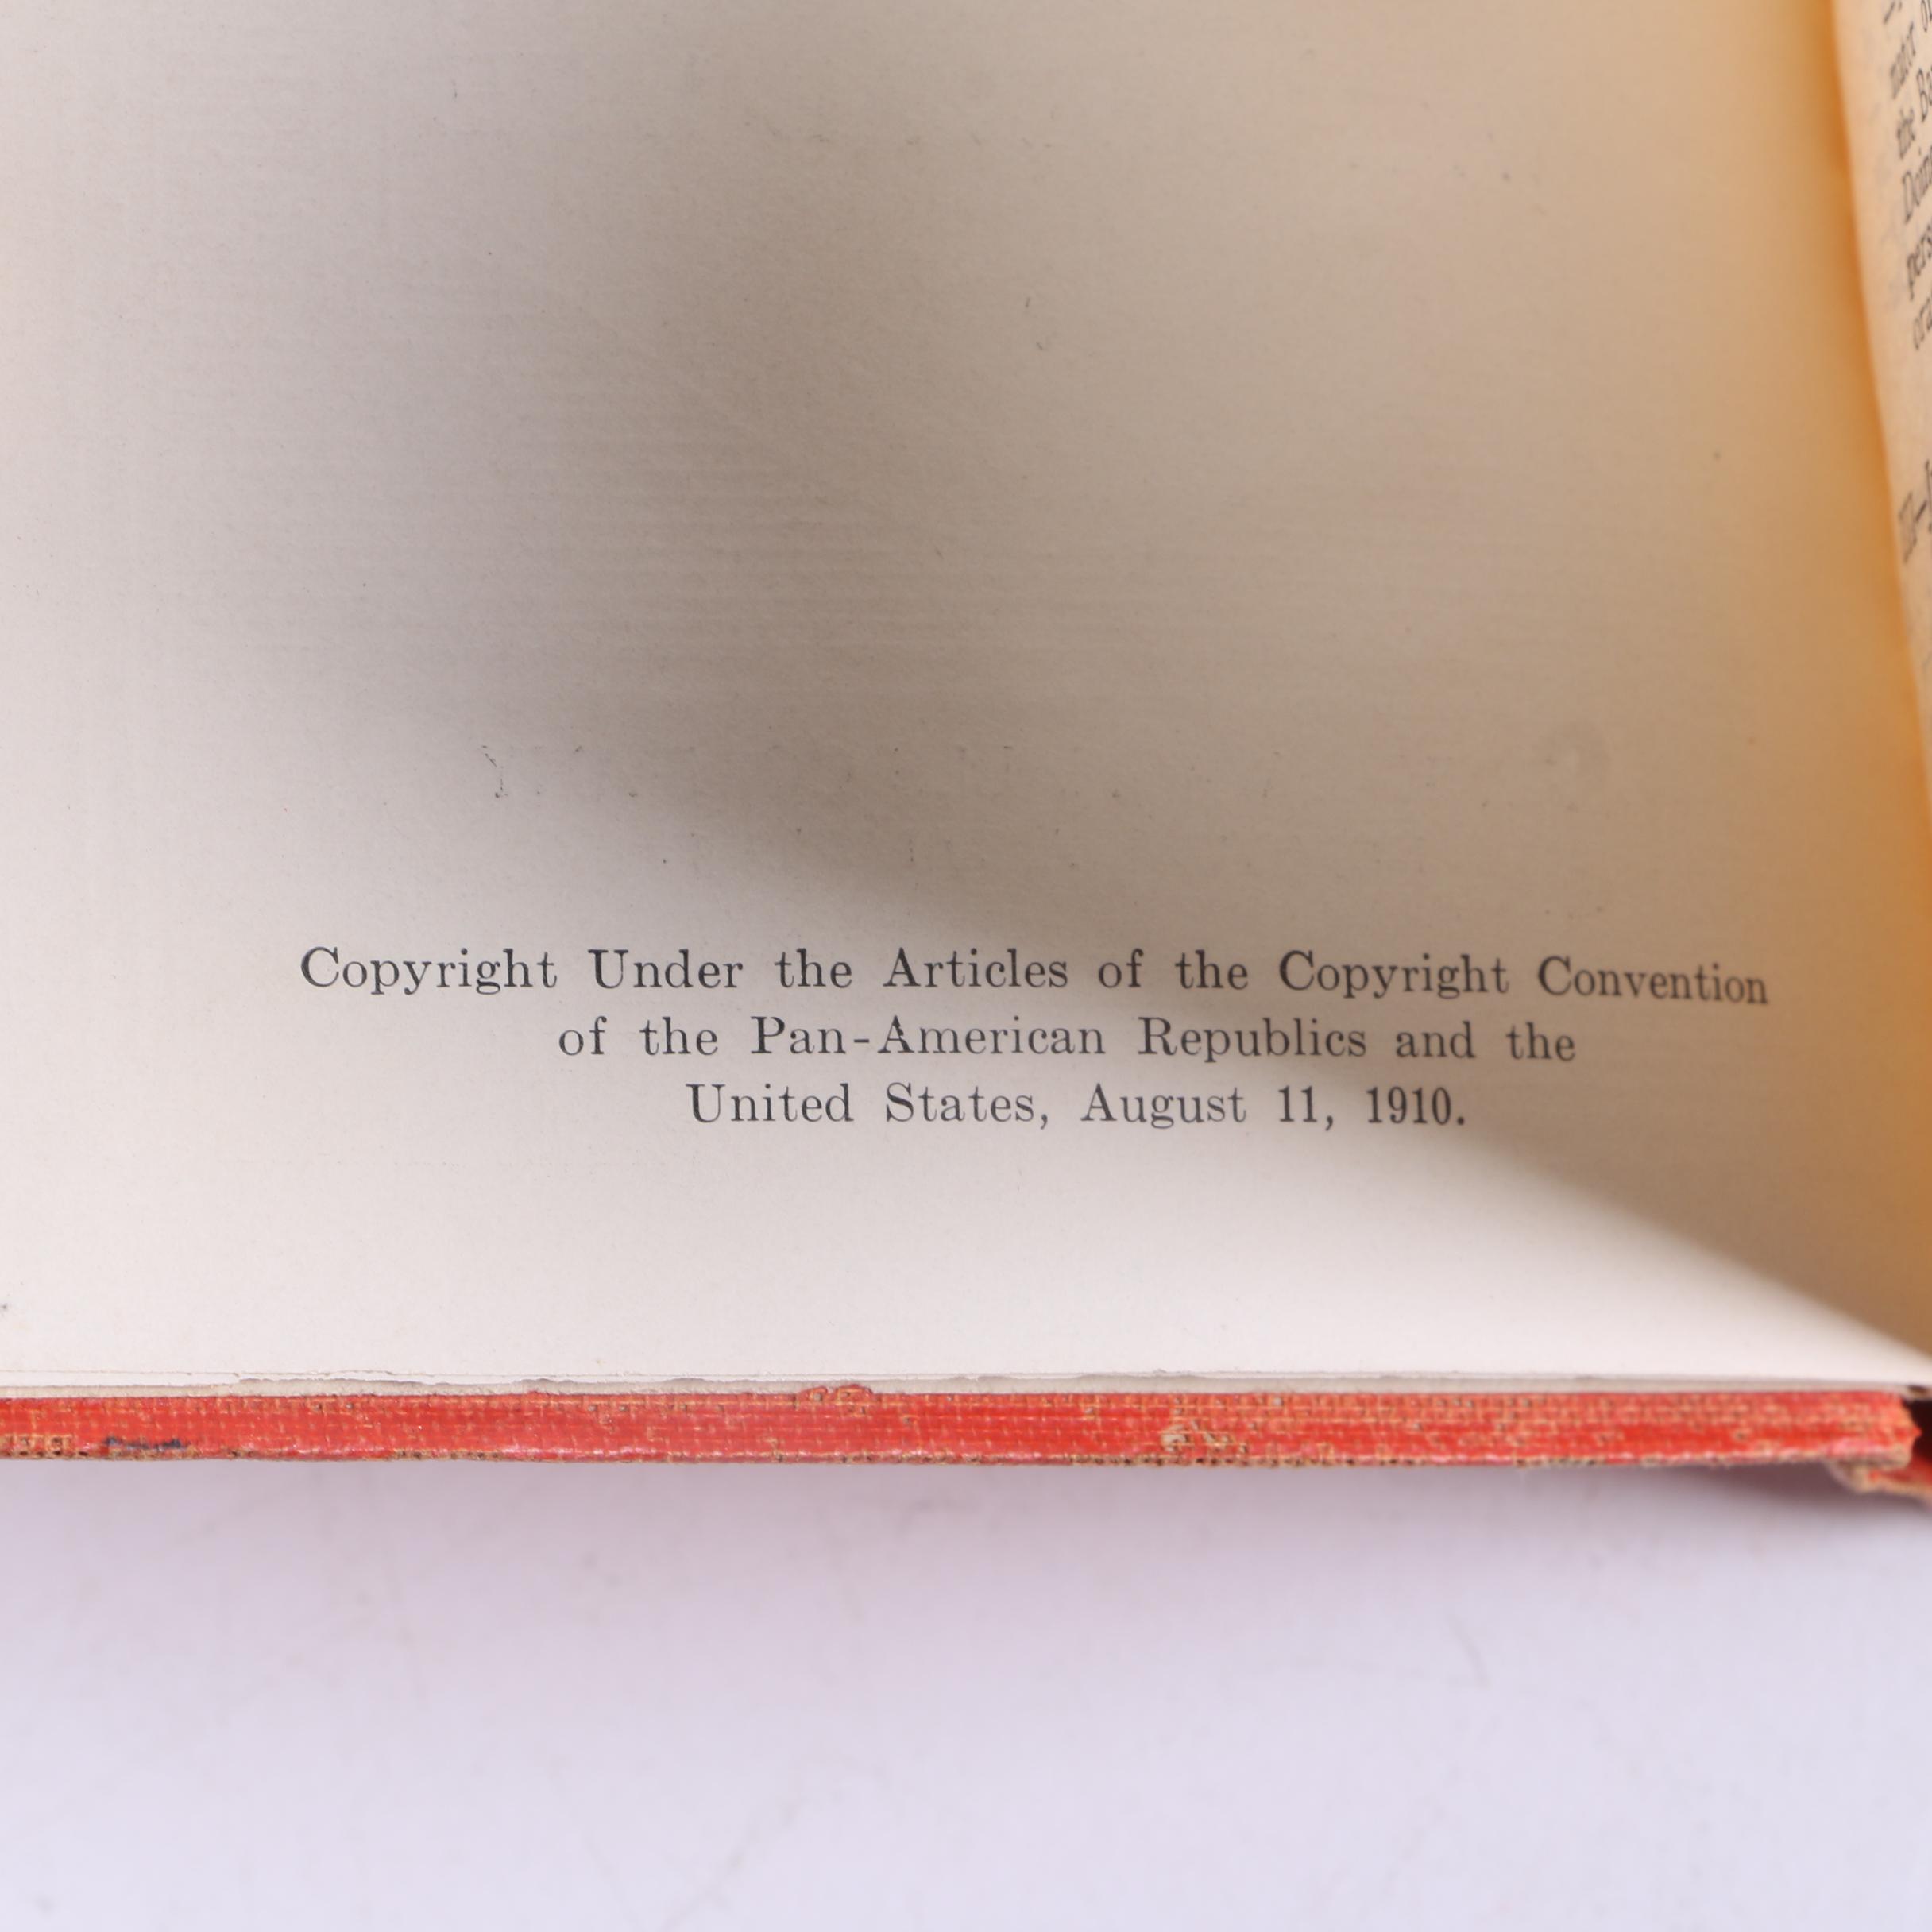 Copyright Under the Articles of the Copyright Convention
of the Pan-American Republics and the
United States, August 11, 1910.
the